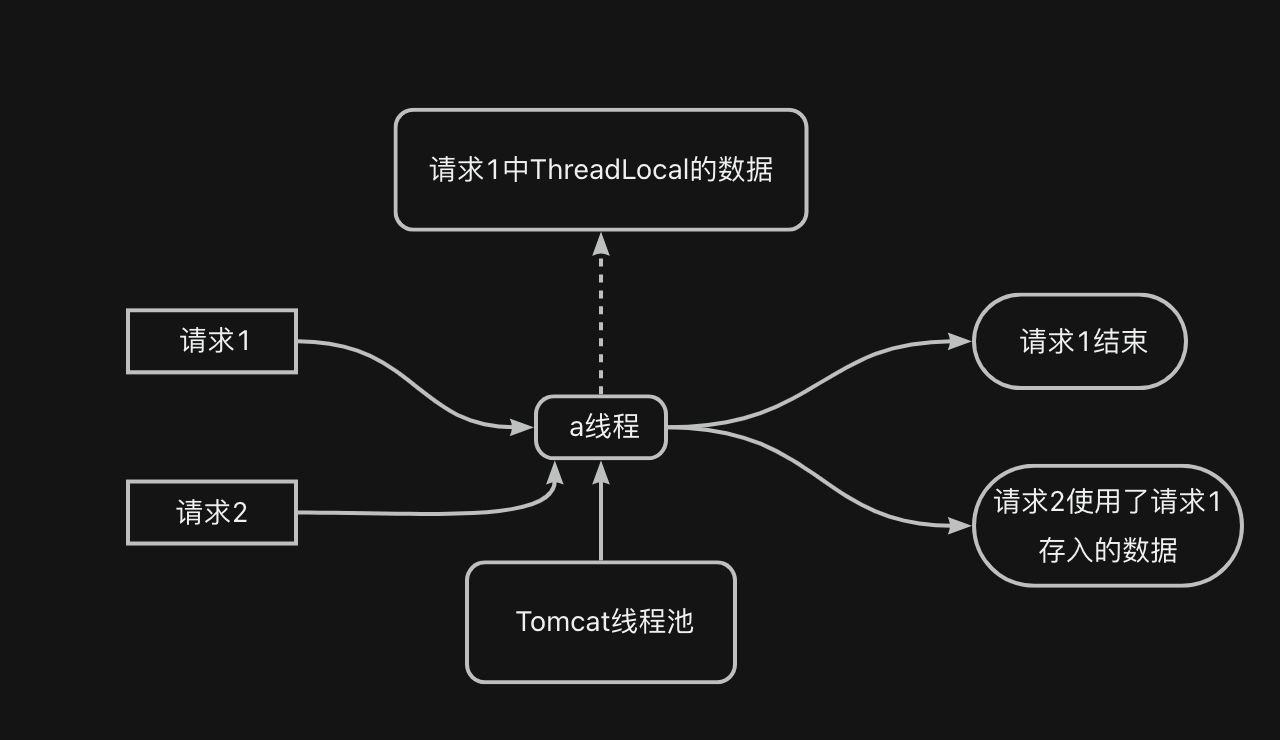 请求1中ThreadLocal的数据
请求1
请求1结束
a线程
请求2
请求2使用了请求1
存入的数据
Tomcat线程池